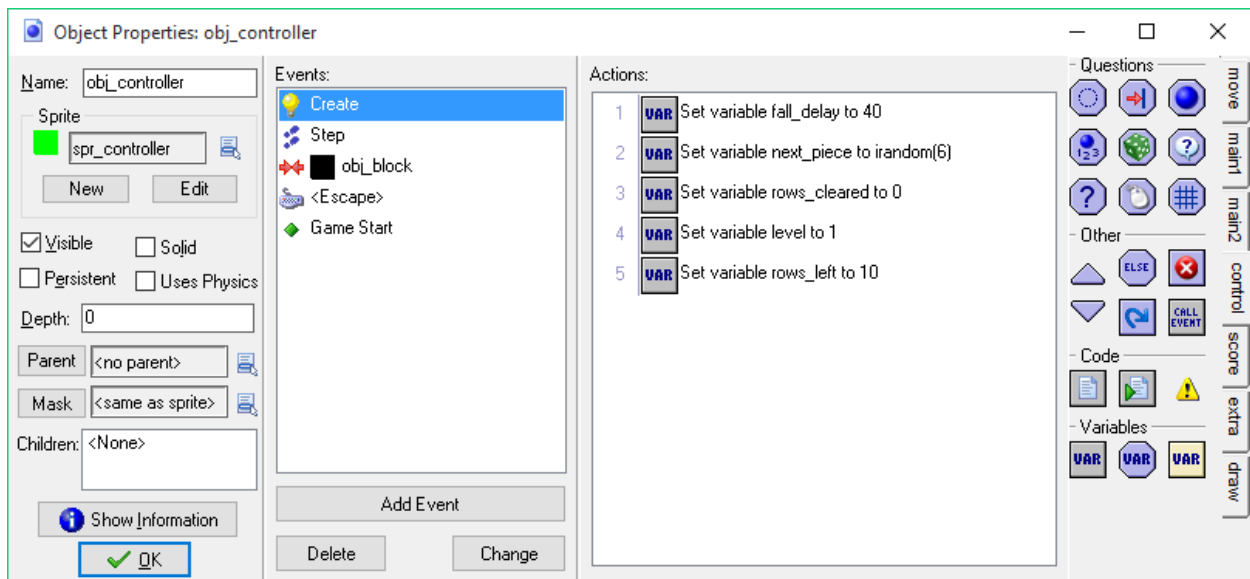 Object Properties: obj_controller
Name: obj_controller
Sprite
spr_controller
New Edit
Visible Solid
Persistent Uses Physics
Depth: 0
Parent <no parent>
Mask <same as sprite>
Children: <None>
Show Information
OK
Events:
Create
Step
obj_block
<Escape>
Game Start
Add Event
Delete Change
Actions:
1 VAR Set variable fall_delay to 40
2 VAR Set variable next_piece to irandom(6)
3 VAR Set variable rows_cleared to 0
4 VAR Set variable level to 1
5 VAR Set variable rows_left to 10
Questions
123
?
?
Other
ELSE
CALL EVENT
Code
Variables
VAR VAR VAR
move
main1
main2
control
score
extra
draw